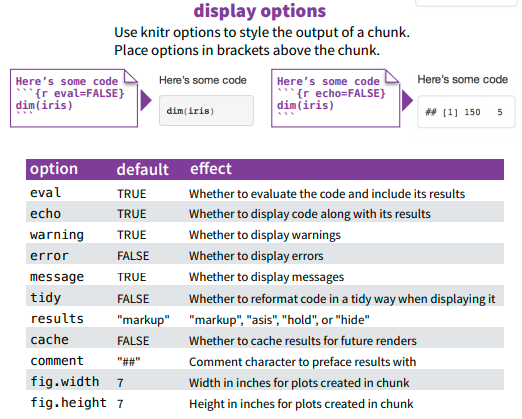 display options
Use knitr options to style the output of a chunk.
Place options in brackets above the chunk.
Here's some code
```{r eval=FALSE}
dim(iris)
```
Here's some code
dim(iris)
Here's some code
```{r echo=FALSE}
dim(iris)
```
Here's some code
## [1] 150 5
option default effect
eval TRUE Whether to evaluate the code and include its results
echo TRUE Whether to display code along with its results
warning TRUE Whether to display warnings
error FALSE Whether to display errors
message TRUE Whether to display messages
tidy FALSE Whether to reformat code in a tidy way when displaying it
results "markup" "markup", "asis", "hold", or "hide"
cache FALSE Whether to cache results for future renders
comment "##" Comment character to preface results with
fig.width 7 Width in inches for plots created in chunk
fig.height 7 Height in inches for plots created in chunk